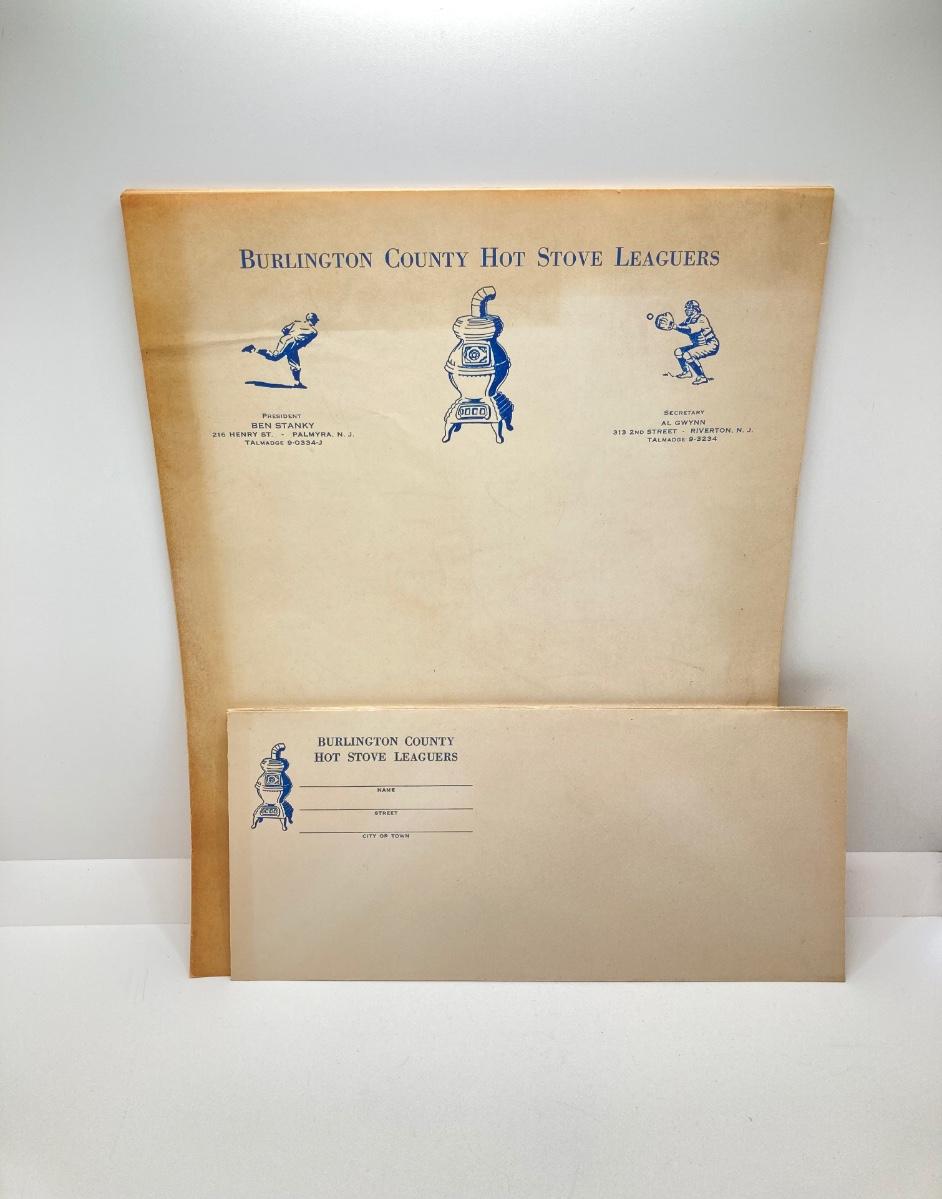 BURLINGTON COUNTY HOT STOVE LEAGUERS
PRESIDENT
BEN STANKY
216 HENRY ST. - PALMYRA, N. J.
TALMADGE 9-0334-J
SECRETARY
AL GWYNN
313 2ND STREET - RIVERTON, N. J.
TALMADGE 9-3234
BURLINGTON COUNTY
HOT STOVE LEAGUERS
NAME
STREET
CITY OR TOWN